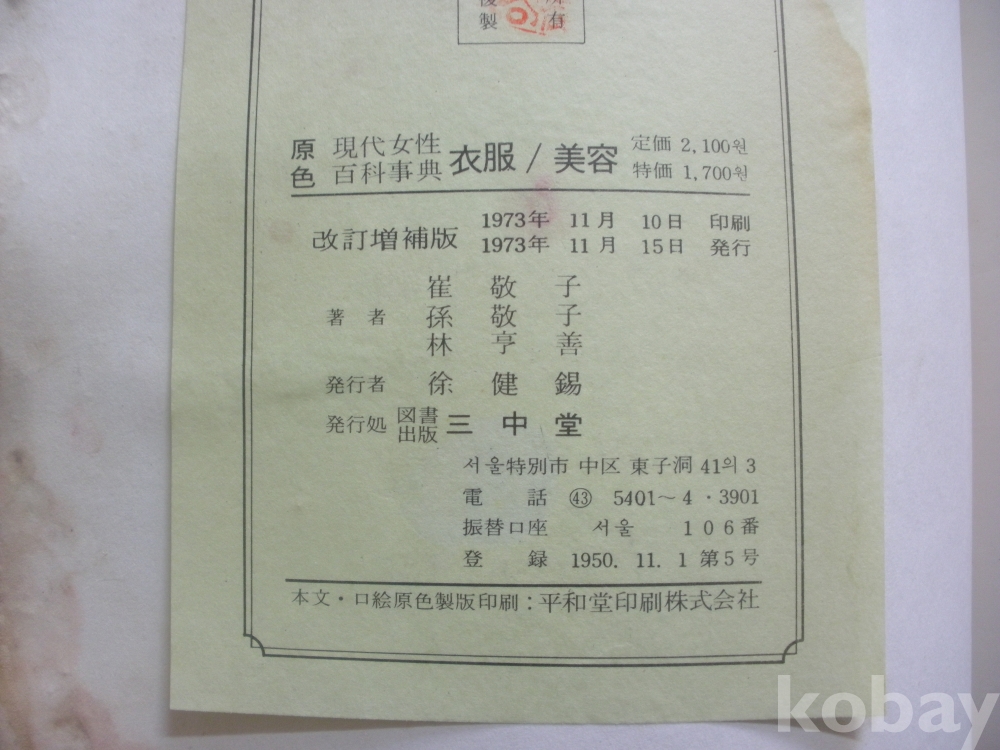 複製
所有
原色 現代女性百科事典 衣服 / 美容 定価 2,100원 特価 1,700원
改訂増補版 1973年 11月 10日 印刷
1973年 11月 15日 発行
崔敬子
著者 孫敬子
林亨善
発行者 徐健錫
発行処 図書出版 三中堂
서울特別市 中区 東子洞 41의 3
電話 ㊸ 5401~4・3901
振替口座 서울 106番
登録 1950. 11. 1 第5号
本文・口絵原色製版印刷 : 平和堂印刷株式会社
kobay